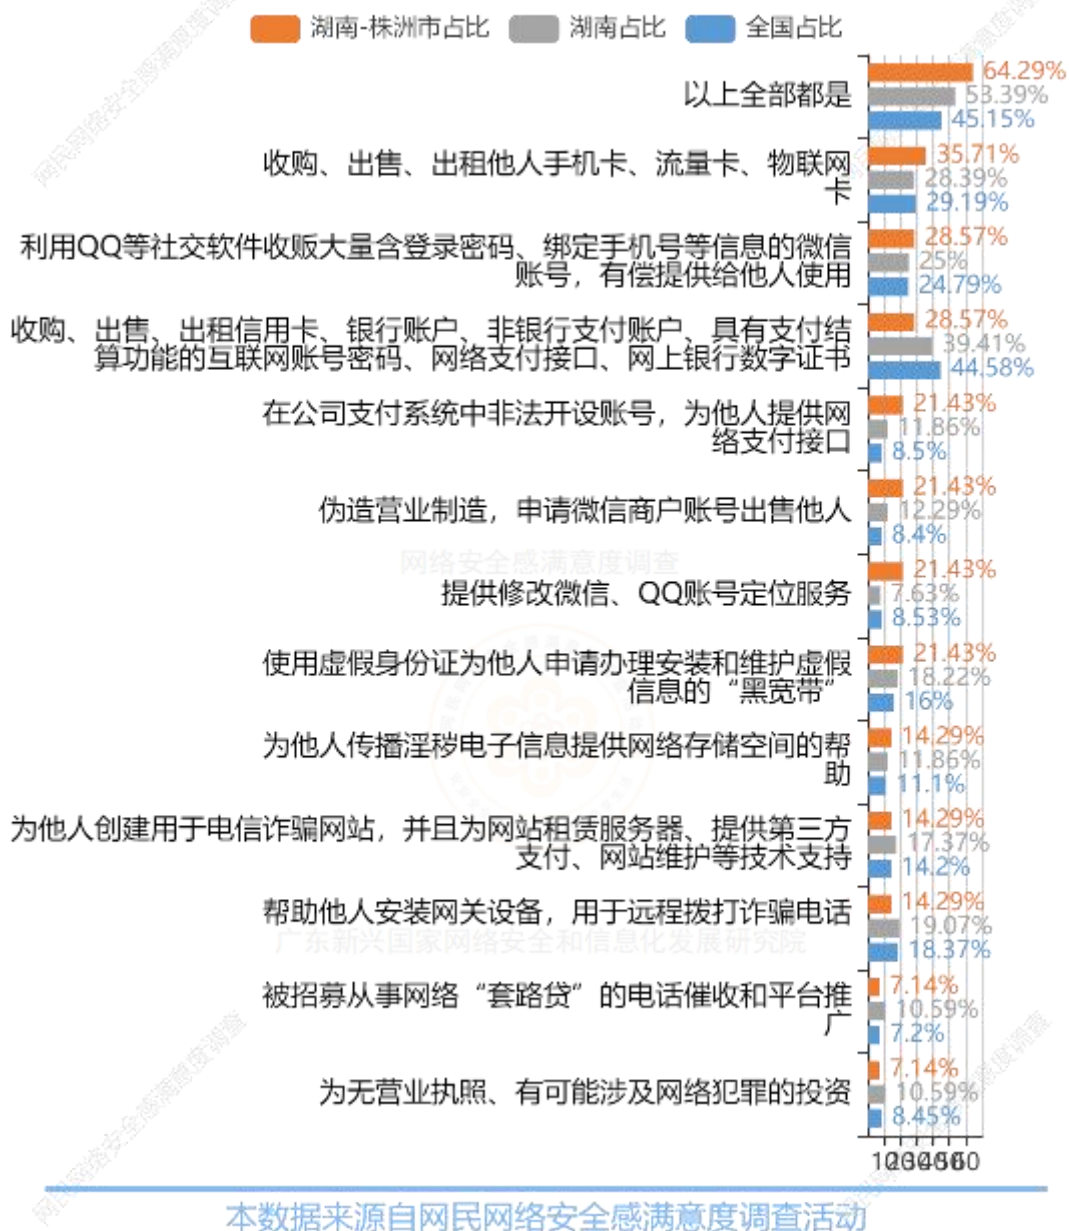 湖南-株洲市占比 湖南占比 全国占比
以上全部都是
64.29%
53.39%
45.15%
收购、出售、出租他人手机卡、流量卡、物联网
卡
35.71%
28.39%
29.19%
利用QQ等社交软件收贩大量含登录密码、绑定手机号等信息的微信
账号，有偿提供给他人使用
28.57%
25%
24.79%
收购、出售、出租信用卡、银行账户、非银行支付账户、具有支付结
算功能的互联网账号密码、网络支付接口、网上银行数字证书
28.57%
39.41%
44.58%
在公司支付系统中非法开设账号，为他人提供网
络支付接口
21.43%
11.86%
8.5%
伪造营业制造，申请微信商户账号出售他人
21.43%
12.29%
8.4%
网络安全感满意度调查
提供修改微信、QQ账号定位服务
21.43%
7.63%
8.53%
使用虚假身份证为他人申请办理安装和维护虚假
信息的“黑宽带”
21.43%
18.22%
16%
为他人传播淫秽电子信息提供网络存储空间的帮
助
14.29%
11.86%
11.1%
为他人创建用于电信诈骗网站，并且为网站租赁服务器、提供第三方
支付、网站维护等技术支持
14.29%
17.37%
14.2%
帮助他人安装网关设备，用于远程拨打诈骗电话
14.29%
19.07%
18.37%
广东新兴国家网络安全和信息化发展研究院
被招募从事网络“套路贷”的电话催收和平台推
广
7.14%
10.59%
7.2%
为无营业执照、有可能涉及网络犯罪的投资
7.14%
10.59%
8.45%
10 20 30 40 50 60
网民网络安全感满意度调查
本数据来源自网民网络安全感满意度调查活动